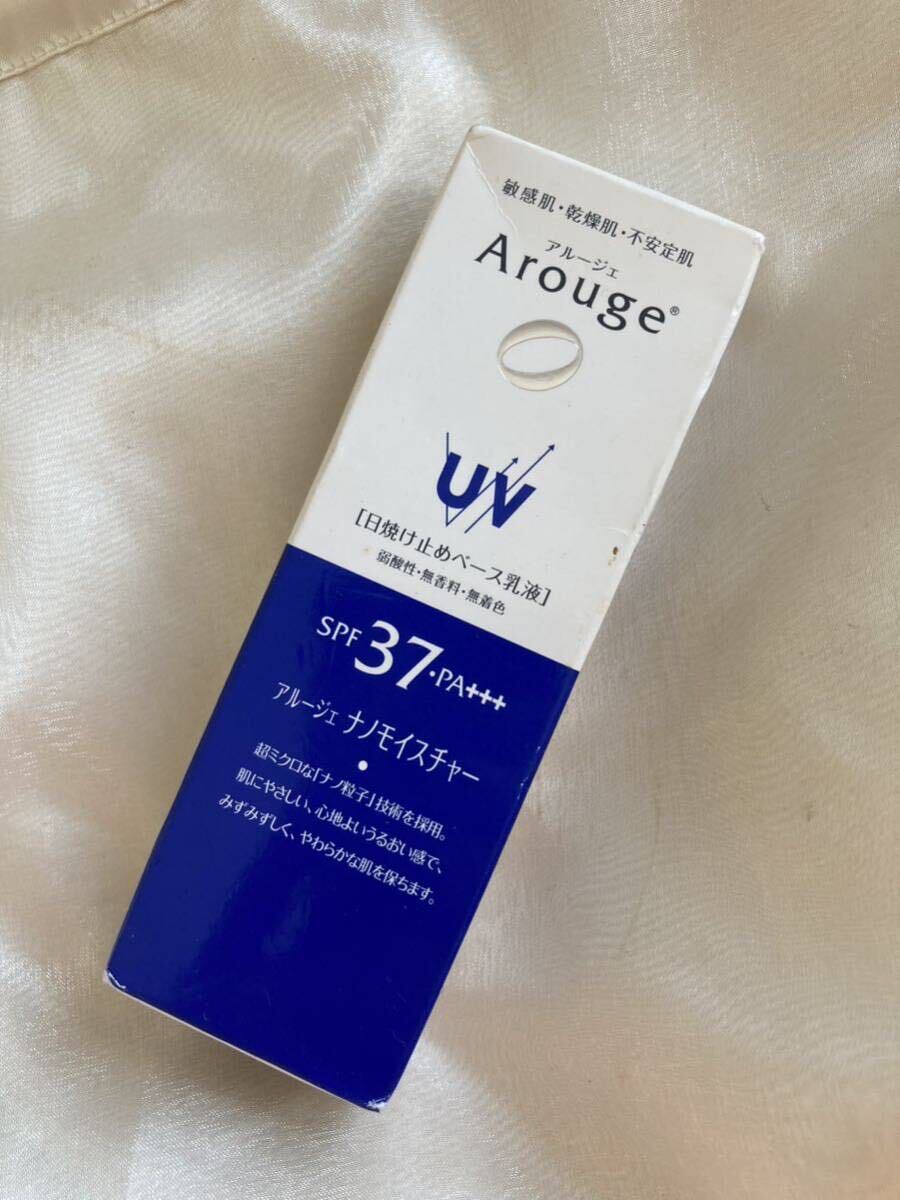 敏感肌・乾燥肌・不安定肌
アルージェ
Arouge®
UV
[日焼け止めベース乳液]
弱酸性・無香料・無着色
SPF37・PA+++
アルージェ ナノモイスチャー
超ミクロな「ナノ粒子」技術を採用。
肌にやさしい、心地よいうるおい感で、
みずみずしく、やわらかな肌を保ちます。